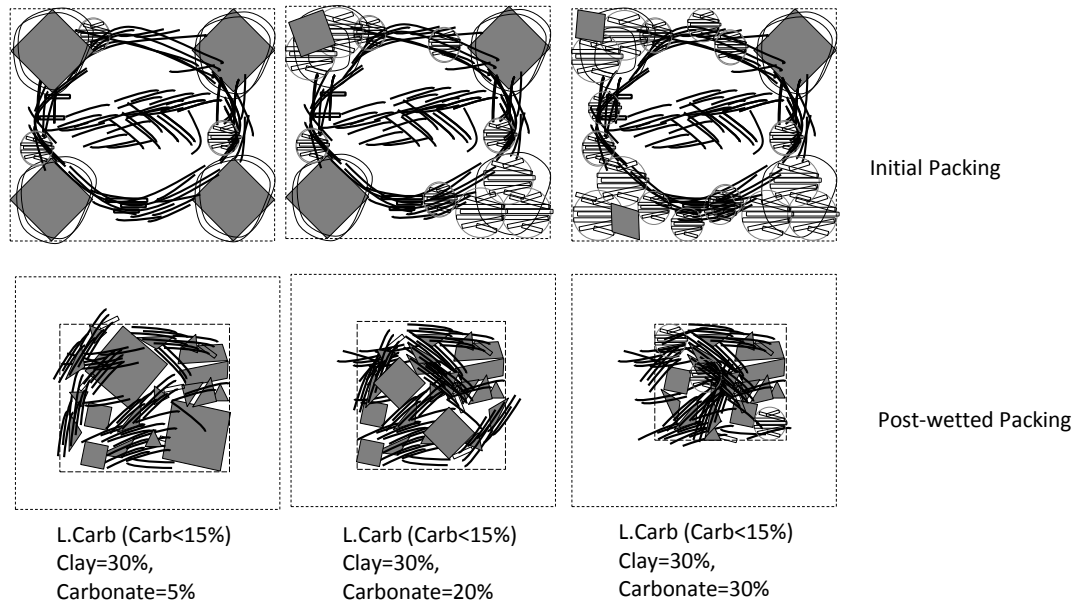 Initial Packing
Post-wetted Packing
L.Carb (Carb<15%)
Clay=30%,
Carbonate=5%
L.Carb (Carb<15%)
Clay=30%,
Carbonate=20%
L.Carb (Carb<15%)
Clay=30%,
Carbonate=30%